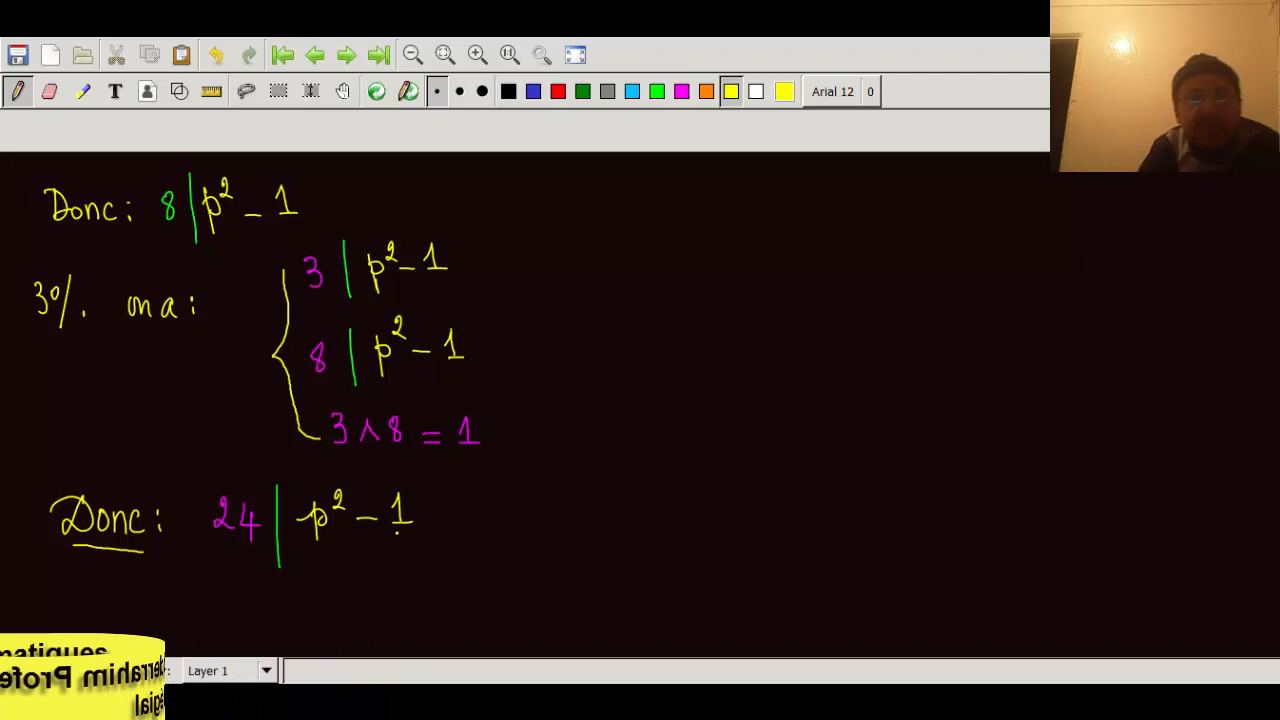 Arial 12 0
Donc: 8 | p² - 1
3°/. on a: 3 | p² - 1
8 | p² - 1
3 ∧ 8 = 1
Donc: 24 | p² - 1
Layer 1